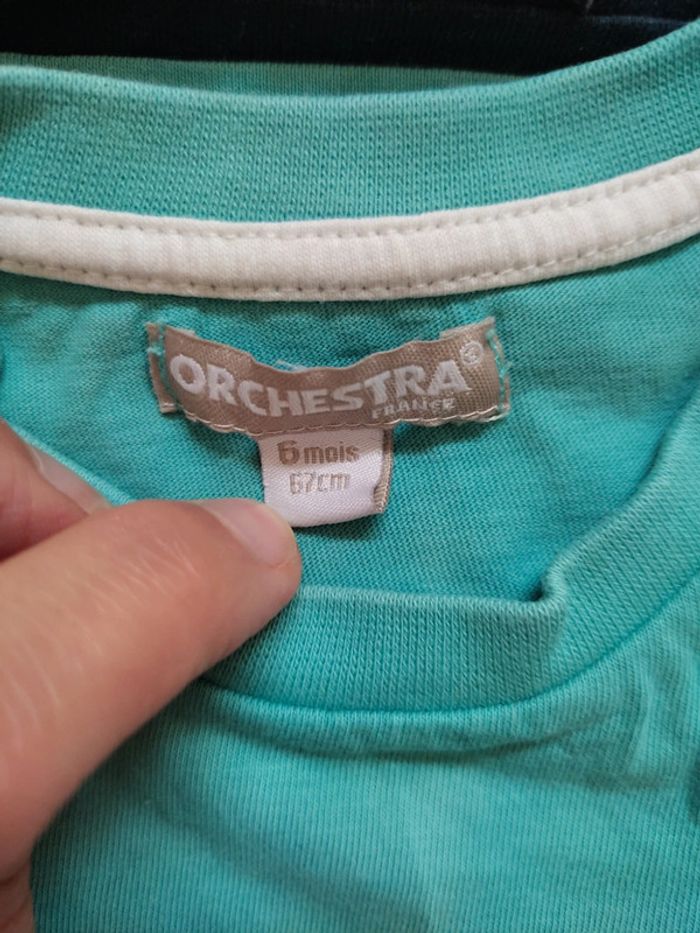 ORCHESTRA®
FRANCE
6 mois
67cm